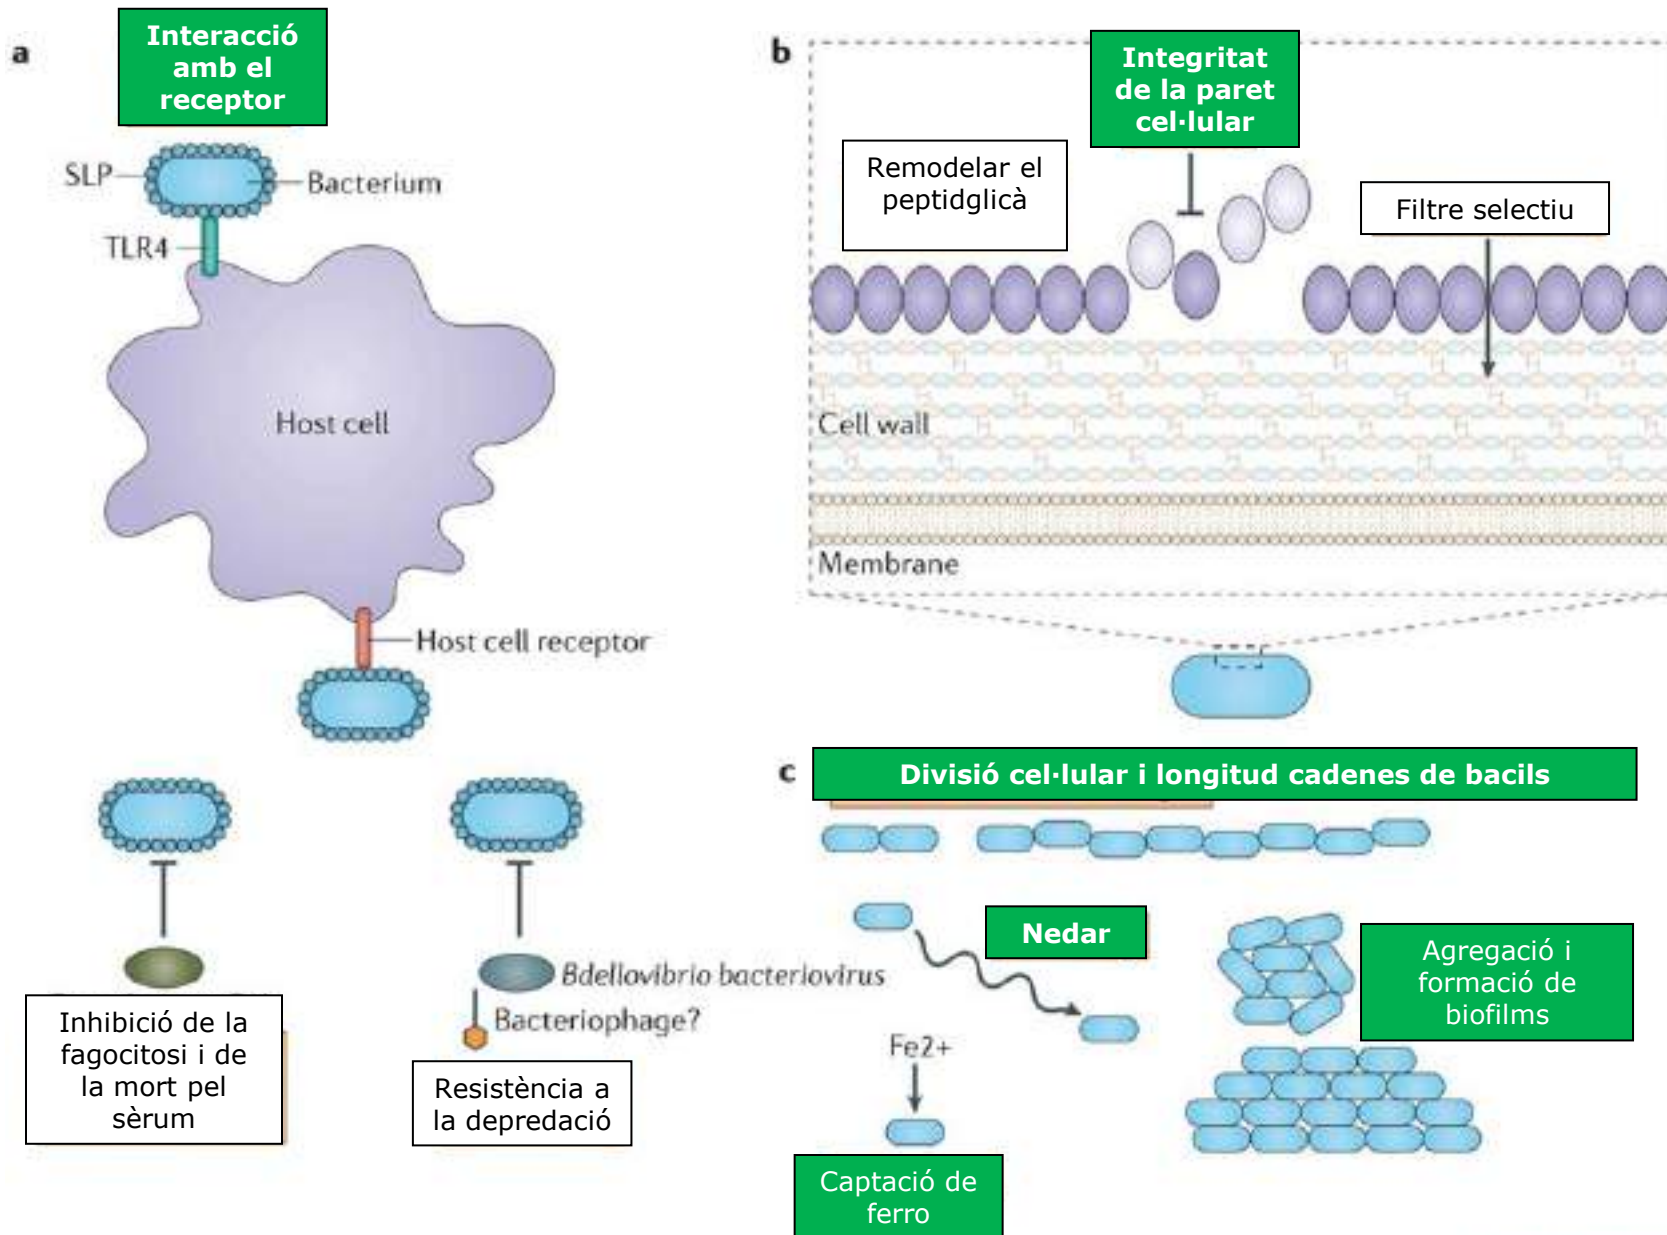 a
Interacció
amb el
receptor
SLP
Bacterium
TLR4
Host cell
Host cell receptor
Inhibició de la
fagocitosi i de
la mort pel
sèrum
Bdellovibrio bacteriovirus
Bacteriophage?
Resistència a
la depredació
b
Integritat
de la paret
cel·lular
Remodelar el
peptidglicà
Filtre selectiu
Cell wall
Membrane
c
Divisió cel·lular i longitud cadenes de bacils
Nedar
Agregació i
formació de
biofilms
Fe2+
Captació de
ferro